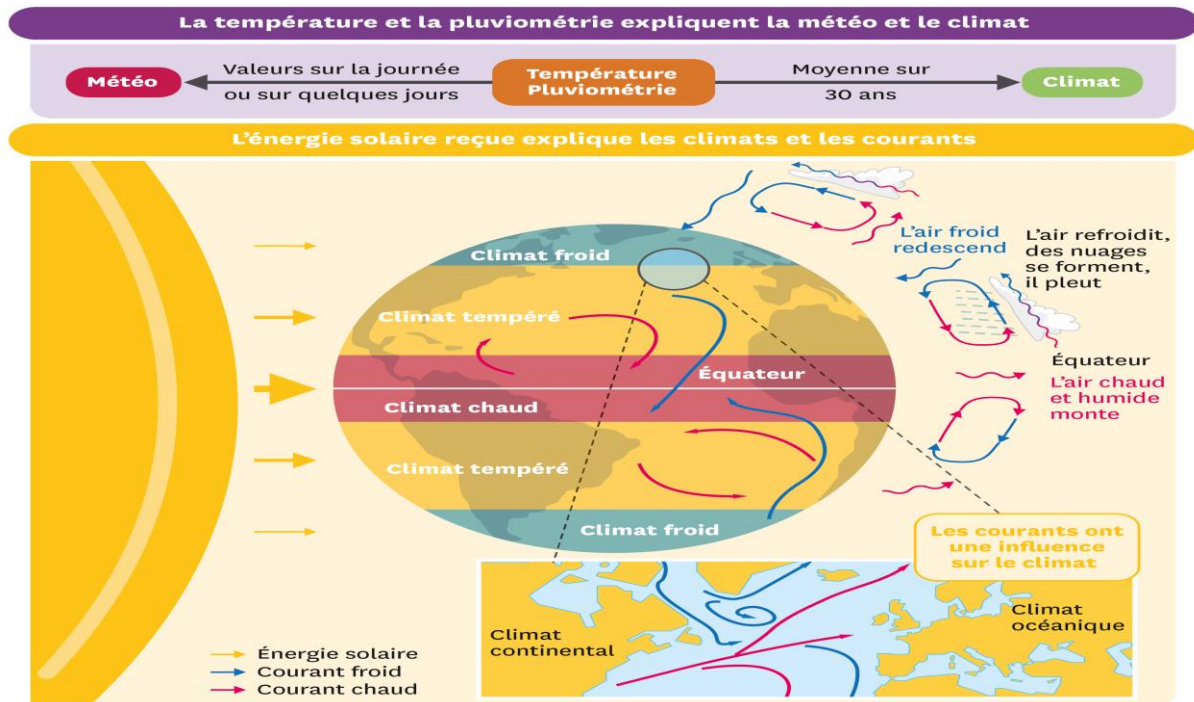 La température et la pluviométrie expliquent la météo et le climat
Météo
Valeurs sur la journée
ou sur quelques jours
Température
Pluviométrie
Moyenne sur
30 ans
Climat
L'énergie solaire reçue explique les climats et les courants
L'air froid
redescend
L'air refroidit,
des nuages
se forment,
il pleut
Climat froid
Climat tempéré
Équateur
Climat chaud
Climat tempéré
Climat froid
Équateur
L'air chaud
et humide
monte
Les courants ont
une influence
sur le climat
Climat
continental
Climat
océanique
Énergie solaire
Courant froid
Courant chaud